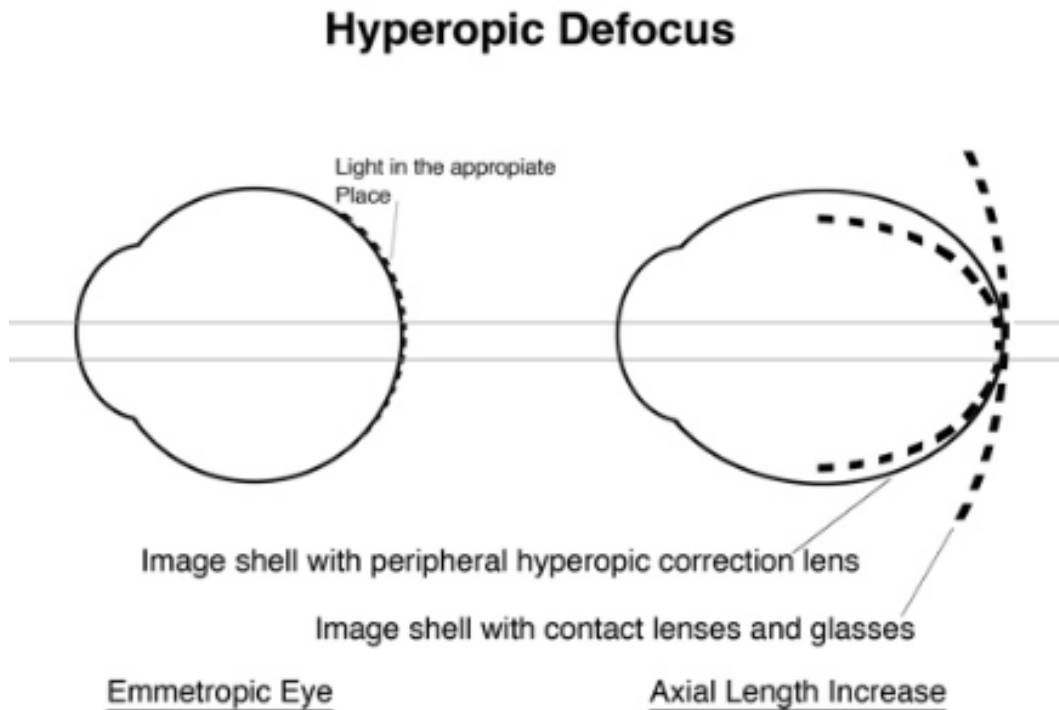 Hyperopic Defocus
Light in the appropiate
Place
Image shell with peripheral hyperopic correction lens
Image shell with contact lenses and glasses
Emmetropic Eye
Axial Length Increase